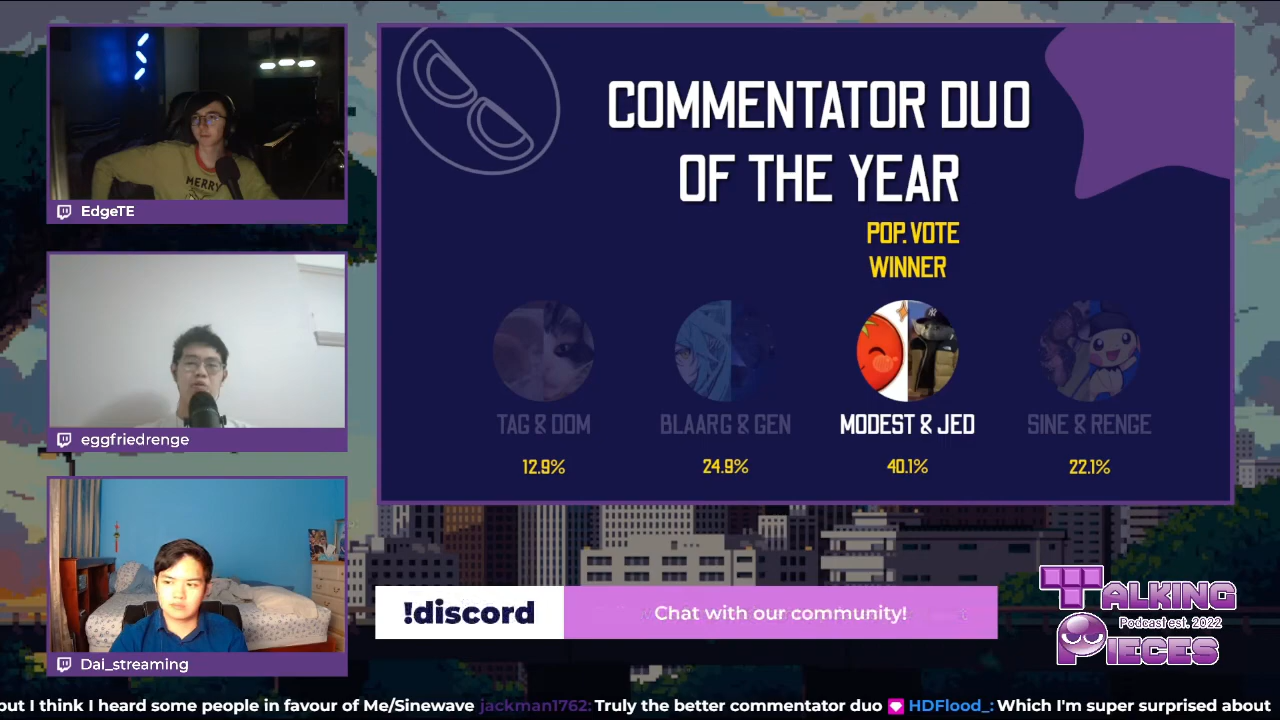 COMMENTATOR DUO
OF THE YEAR
POP. VOTE
WINNER
TAG & DOM
BLAARG & GEN
MODEST & JED
SINE & RENGE
12.9%
24.9%
40.1%
22.1%
MERRY
EdgeTE
eggfriedrenge
Dai_streaming
!discord
Chat with our community!
TALKING
Podcast est. 2022
PIECES
but I think I heard some people in favour of Me/Sinewave jackman1762: Truly the better commentator duo HDFlood_: Which I'm super surprised about